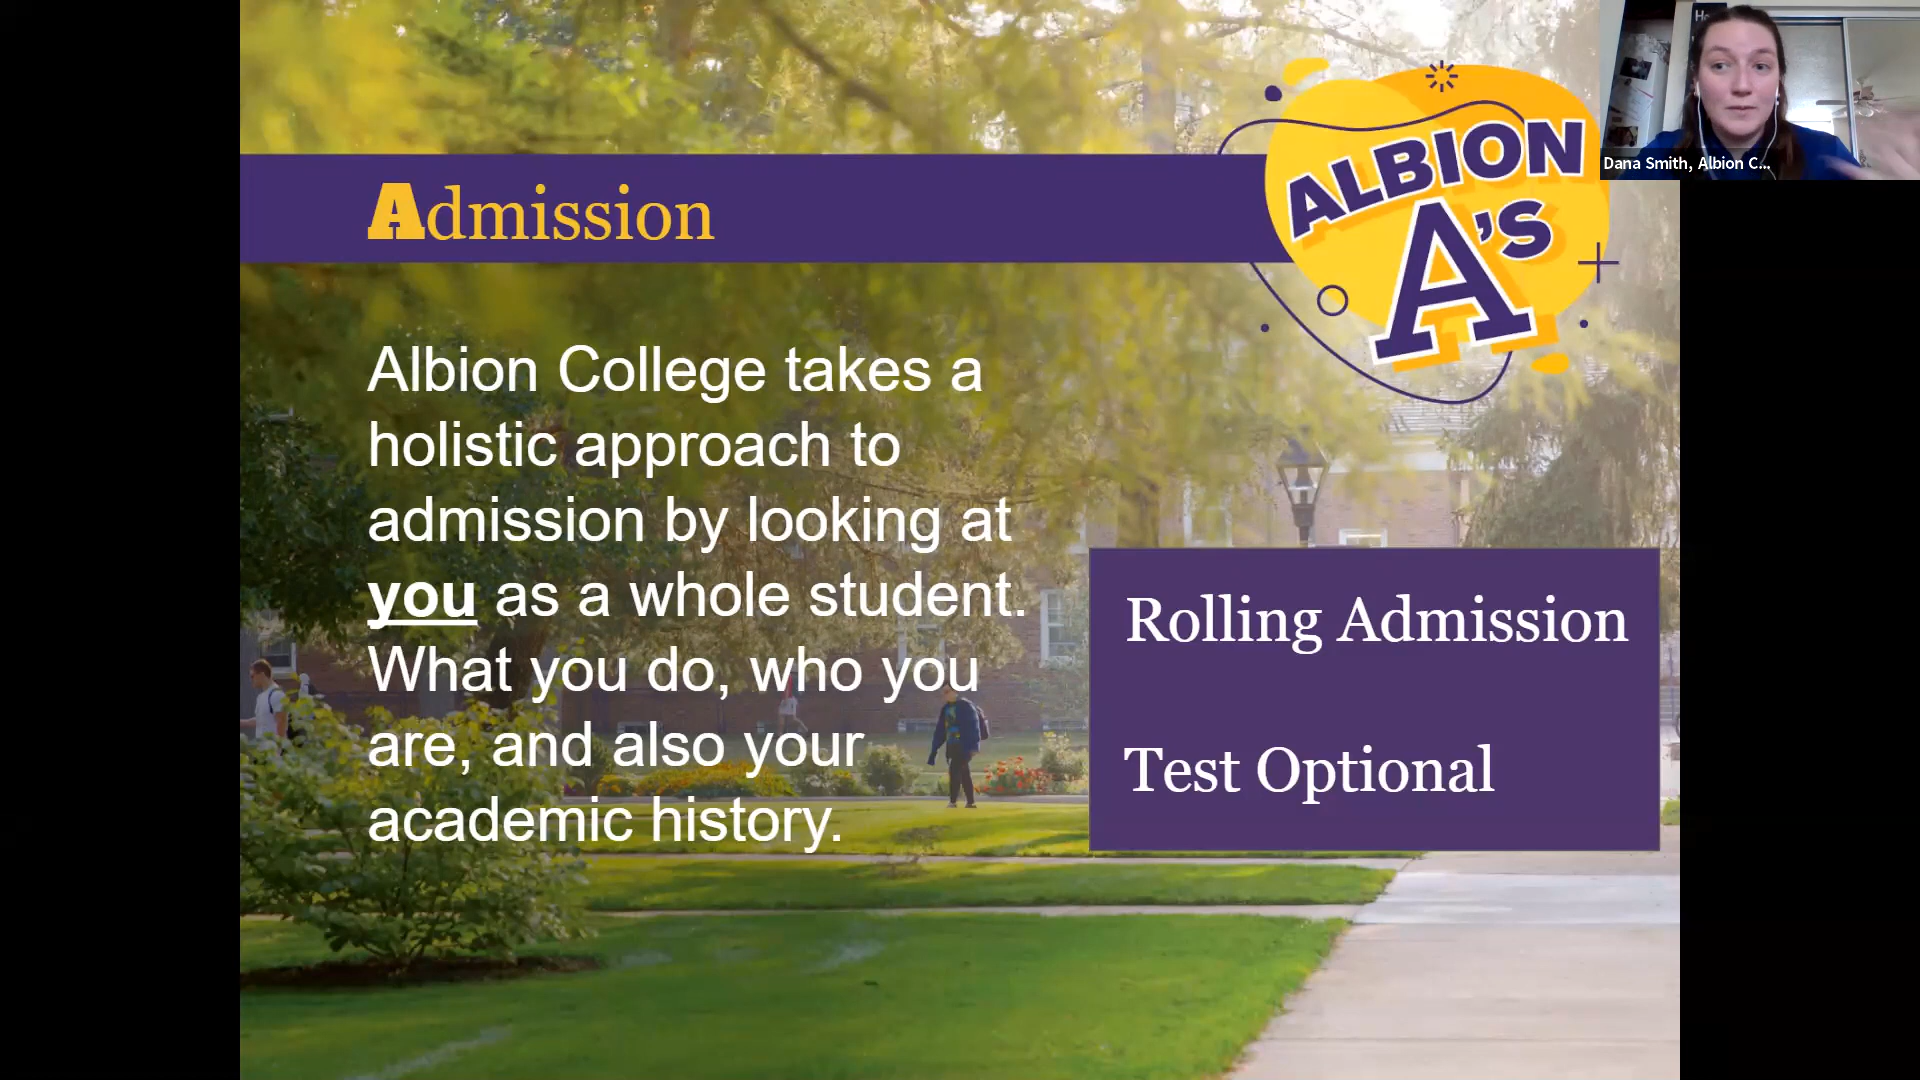 Admission
ALBION
A'S
Dana Smith, Albion C...
Albion College takes a
holistic approach to
admission by looking at
you as a whole student.
What you do, who you
are, and also your
academic history.
Rolling Admission
Test Optional